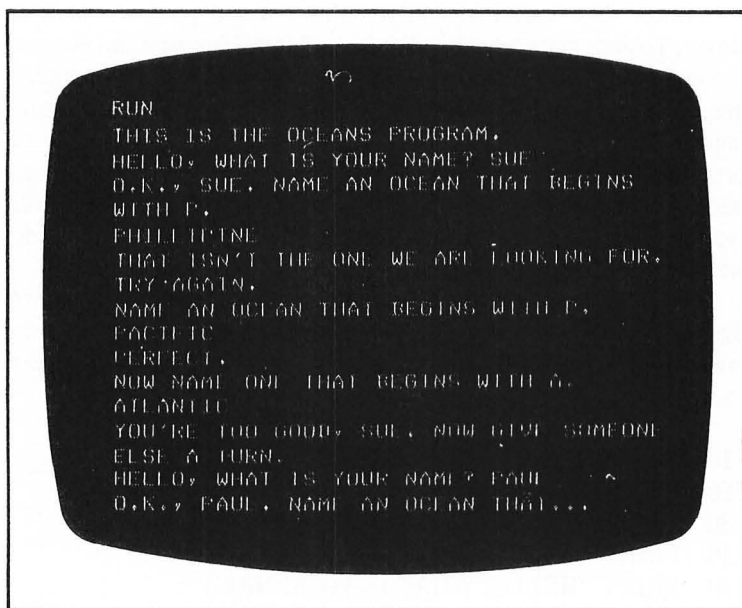 RUN
THIS IS THE OCEANS PROGRAM.
HELLO, WHAT IS YOUR NAME? SUE
O.K., SUE. NAME AN OCEAN THAT BEGINS
WITH P.
PHILLIPINE
THAT ISN'T THE ONE WE ARE LOOKING FOR.
TRY AGAIN.
NAME AN OCEAN THAT BEGINS WITH P.
PACIFIC
PERFECT.
NOW NAME ONE THAT BEGINS WITH A.
ATLANTIC
YOU'RE TOO GOOD, SUE. NOW GIVE SOMEONE
ELSE A TURN.
HELLO, WHAT IS YOUR NAME? PAUL
O.K., PAUL. NAME AN OCEAN THAT...